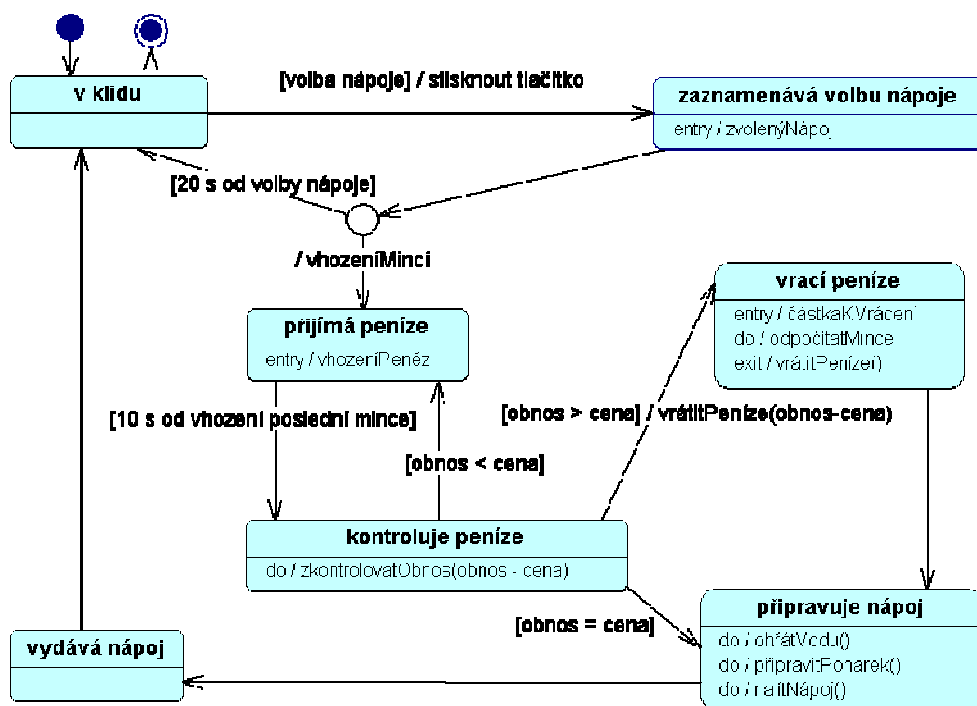 v klidu
[volba nápoje] / stisknout tlačítko
zaznamenává volbu nápoje
entry / zvolenýNápoj
[20 s od volby nápoje]
/ vhozeníMincí
přijímá peníze
entry / vhozeníPeněz
vrací peníze
entry / částkaKVrácení
do / odpočítatMince
exit / vrátitPeníze()
[10 s od vhození poslední mince]
[obnos > cena] / vrátitPeníze(obnos-cena)
[obnos < cena]
kontroluje peníze
do / zkontrolovatObnos(obnos - cena)
[obnos = cena]
připravuje nápoj
do / ohřátVodu()
do / připravitPohárek()
do / nalítNápoj()
vydává nápoj